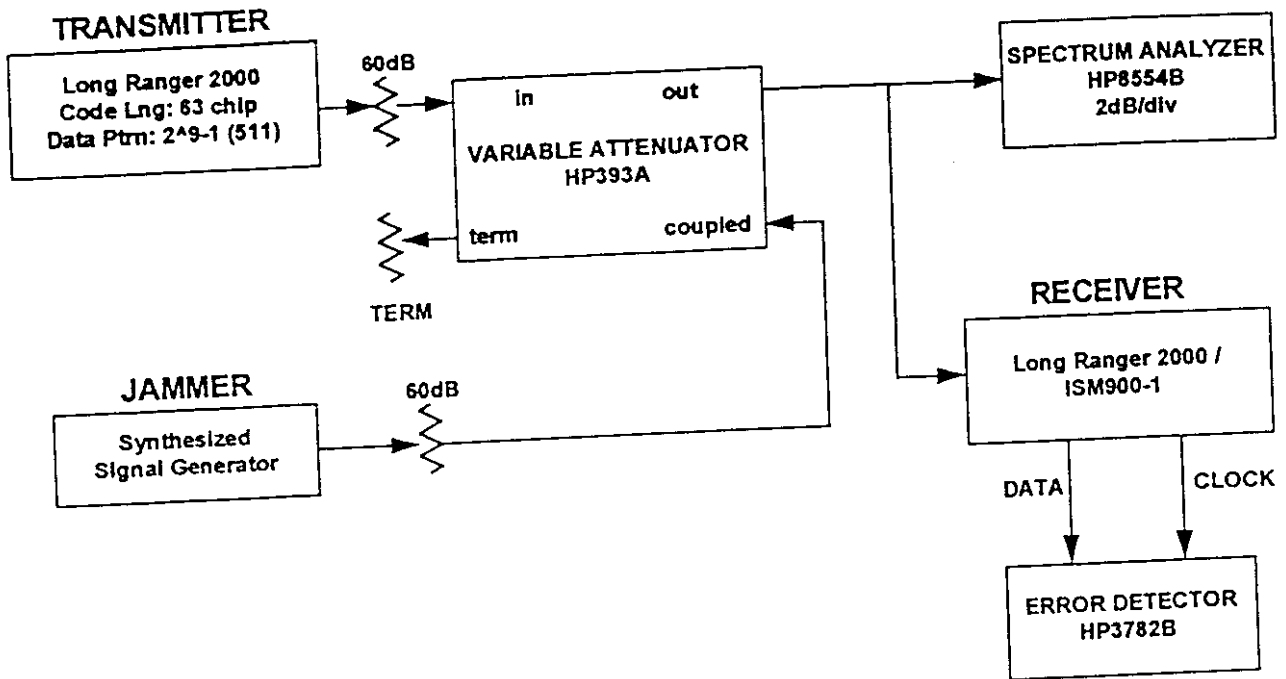 TRANSMITTER
Long Ranger 2000
Code Lng: 63 chip
Data Ptrn: 2^9-1 (511)
60dB
in
out
VARIABLE ATTENUATOR
HP393A
term
coupled
TERM
SPECTRUM ANALYZER
HP8554B
2dB/div
RECEIVER
Long Ranger 2000 /
ISM900-1
JAMMER
Synthesized
Signal Generator
60dB
DATA
CLOCK
ERROR DETECTOR
HP3782B